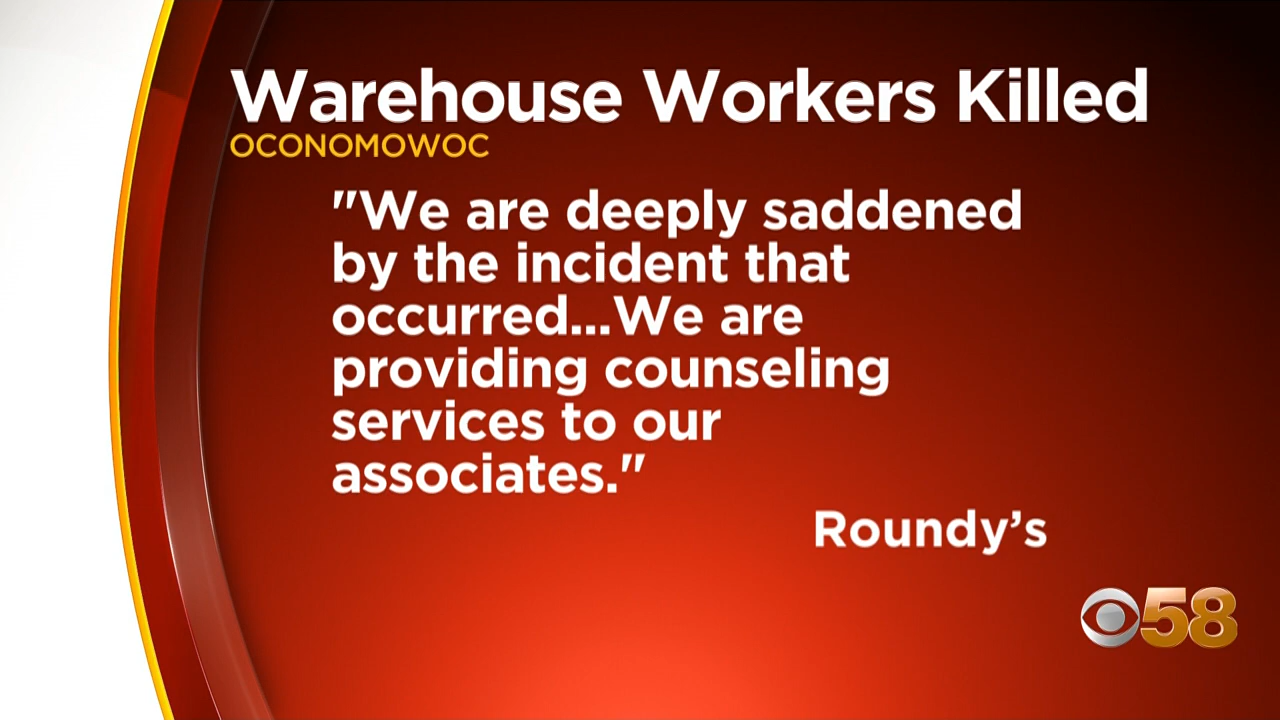 Warehouse Workers Killed
OCONOMOWOC
"We are deeply saddened
by the incident that
occurred...We are
providing counseling
services to our
associates."
Roundy’s
58